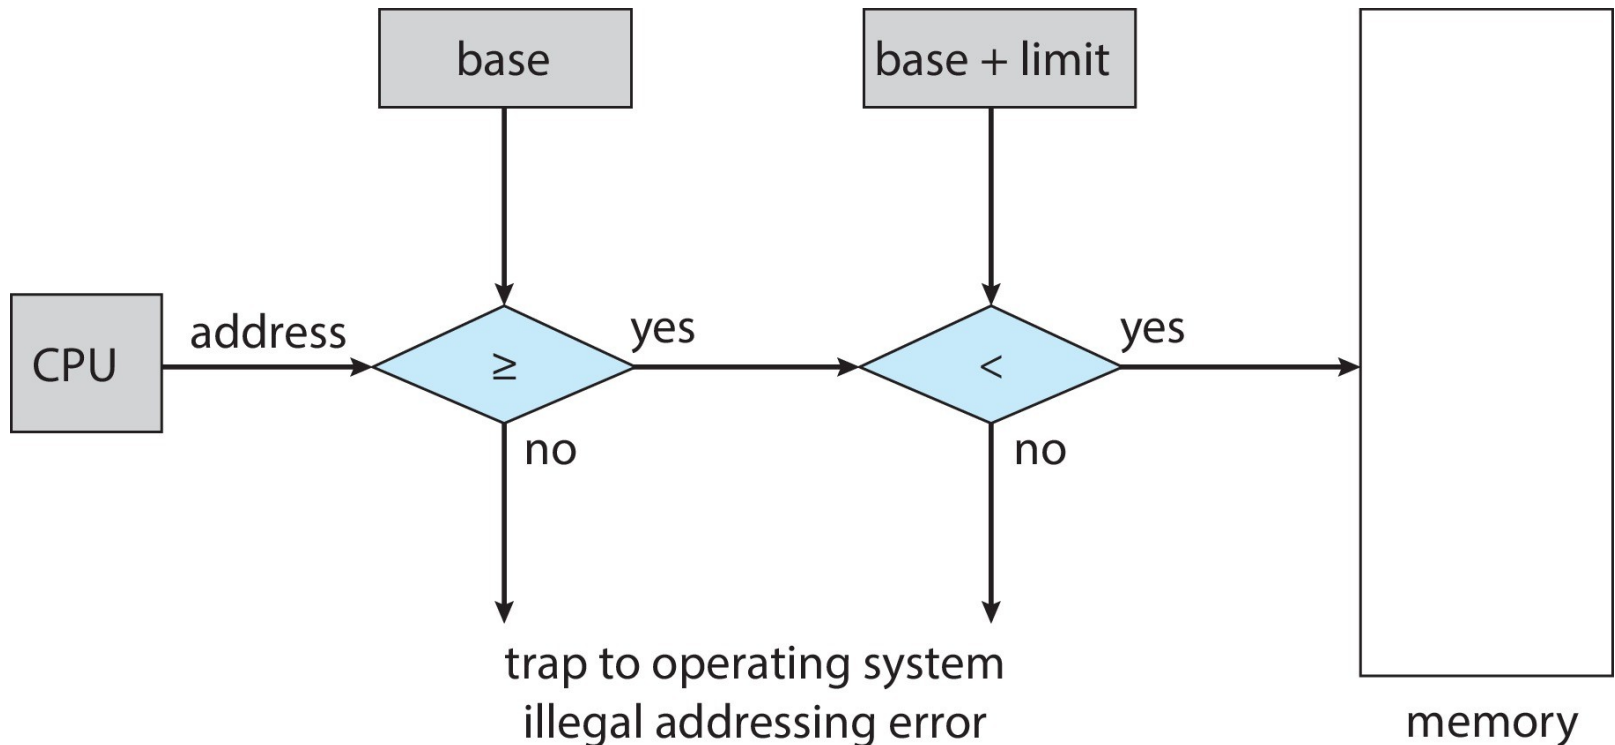 base
base + limit
CPU
address
≥
yes
<
yes
no
no
trap to operating system
illegal addressing error
memory